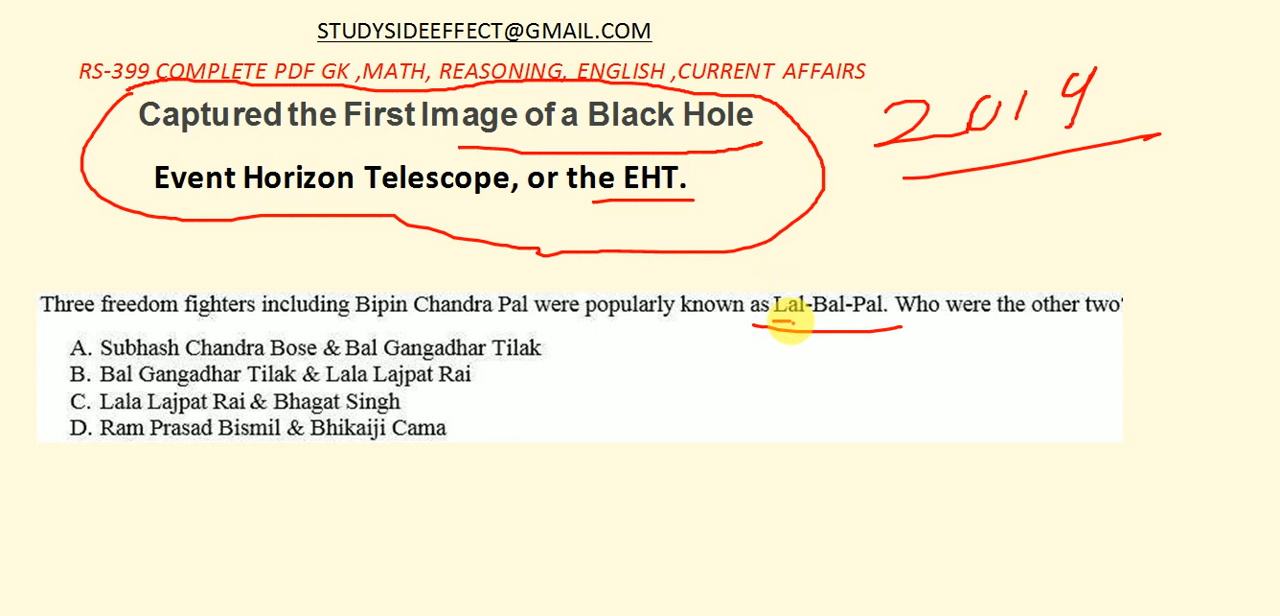 STUDYSIDEEFFECT@GMAIL.COM
RS-399 COMPLETE PDF GK ,MATH, REASONING, ENGLISH ,CURRENT AFFAIRS
2019
Captured the First Image of a Black Hole
Event Horizon Telescope, or the EHT.
Three freedom fighters including Bipin Chandra Pal were popularly known as Lal-Bal-Pal. Who were the other two
A. Subhash Chandra Bose & Bal Gangadhar Tilak
B. Bal Gangadhar Tilak & Lala Lajpat Rai
C. Lala Lajpat Rai & Bhagat Singh
D. Ram Prasad Bismil & Bhikaiji Cama